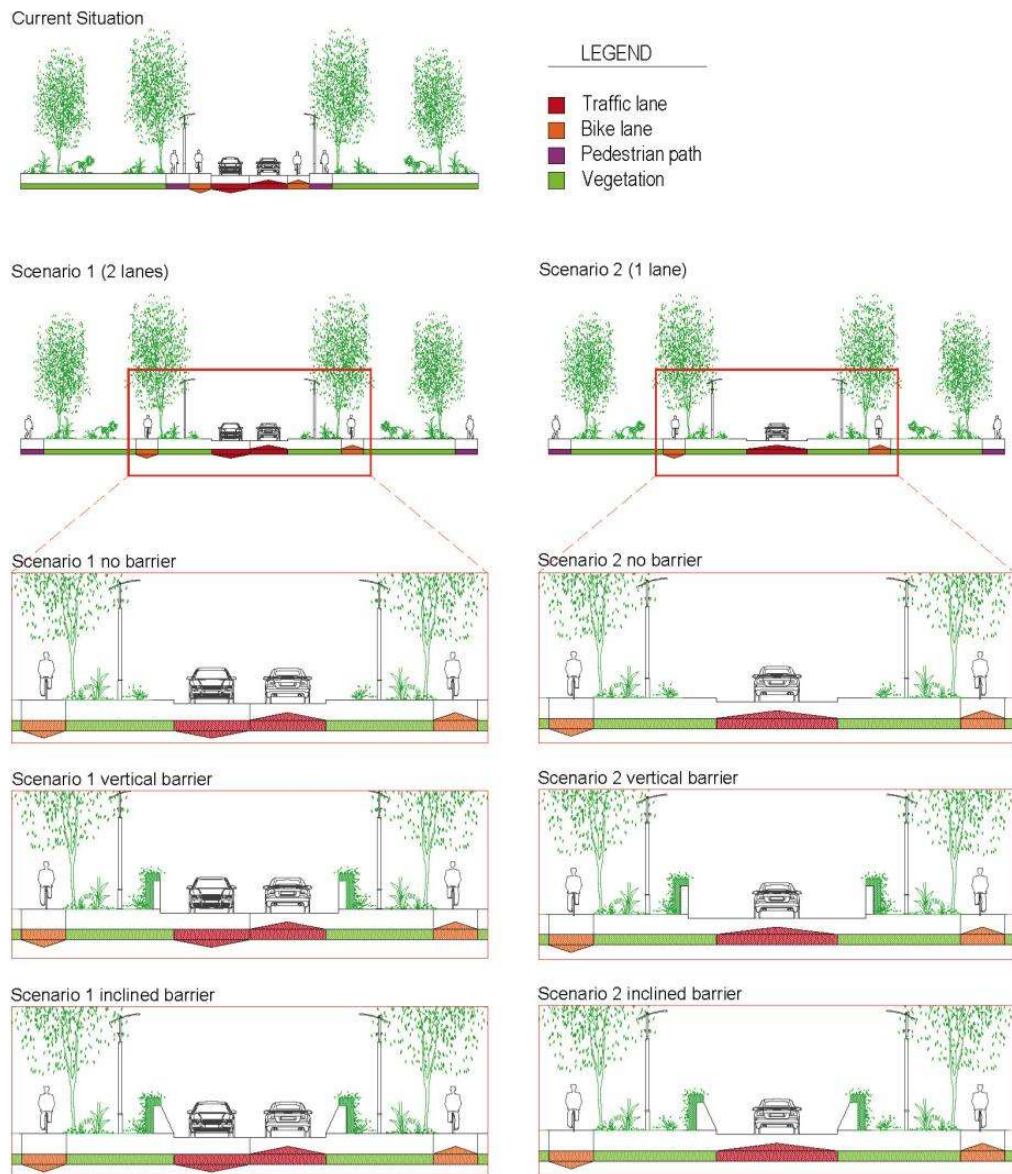 Current Situation
LEGEND
Traffic lane
Bike lane
Pedestrian path
Vegetation
Scenario 1 (2 lanes)
Scenario 2 (1 lane)
Scenario 1 no barrier
Scenario 2 no barrier
Scenario 1 vertical barrier
Scenario 2 vertical barrier
Scenario 1 inclined barrier
Scenario 2 inclined barrier